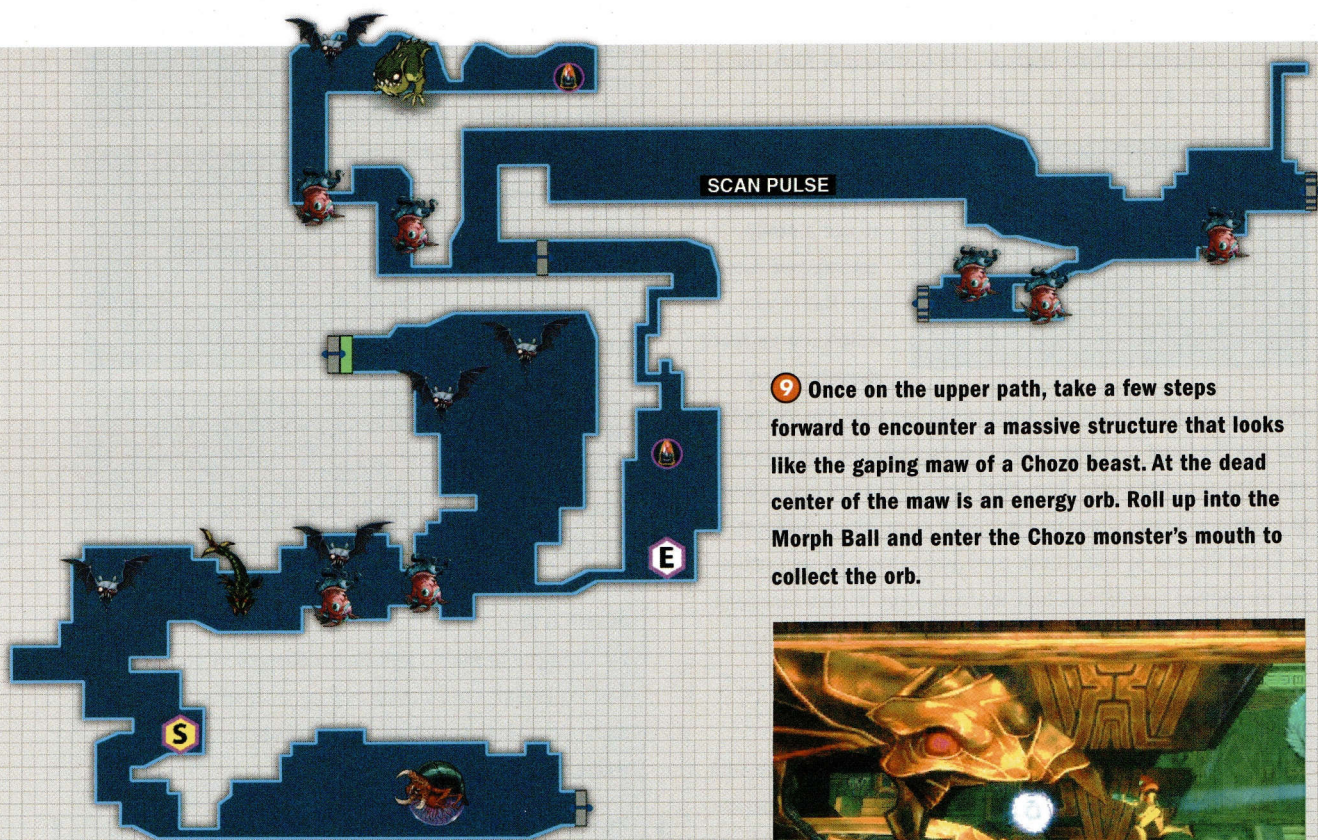 SCAN PULSE
9 Once on the upper path, take a few steps
forward to encounter a massive structure that looks
like the gaping maw of a Chozo beast. At the dead
center of the maw is an energy orb. Roll up into the
Morph Ball and enter the Chozo monster's mouth to
collect the orb.
E
S